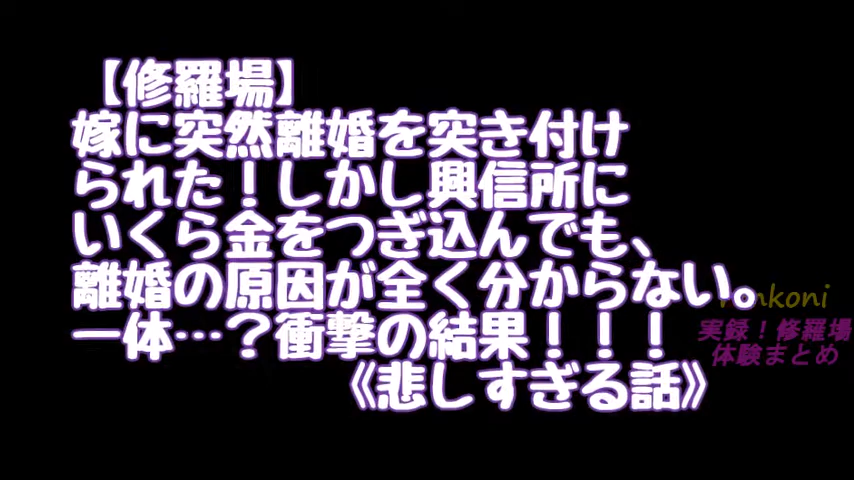 【修羅場】
嫁に突然離婚を突き付け
られた！しかし興信所に
いくら金をつぎ込んでも、
離婚の原因が全く分からない。
一体…？衝撃の結果！！！
《悲しすぎる話》
実録！修羅場
体験まとめ